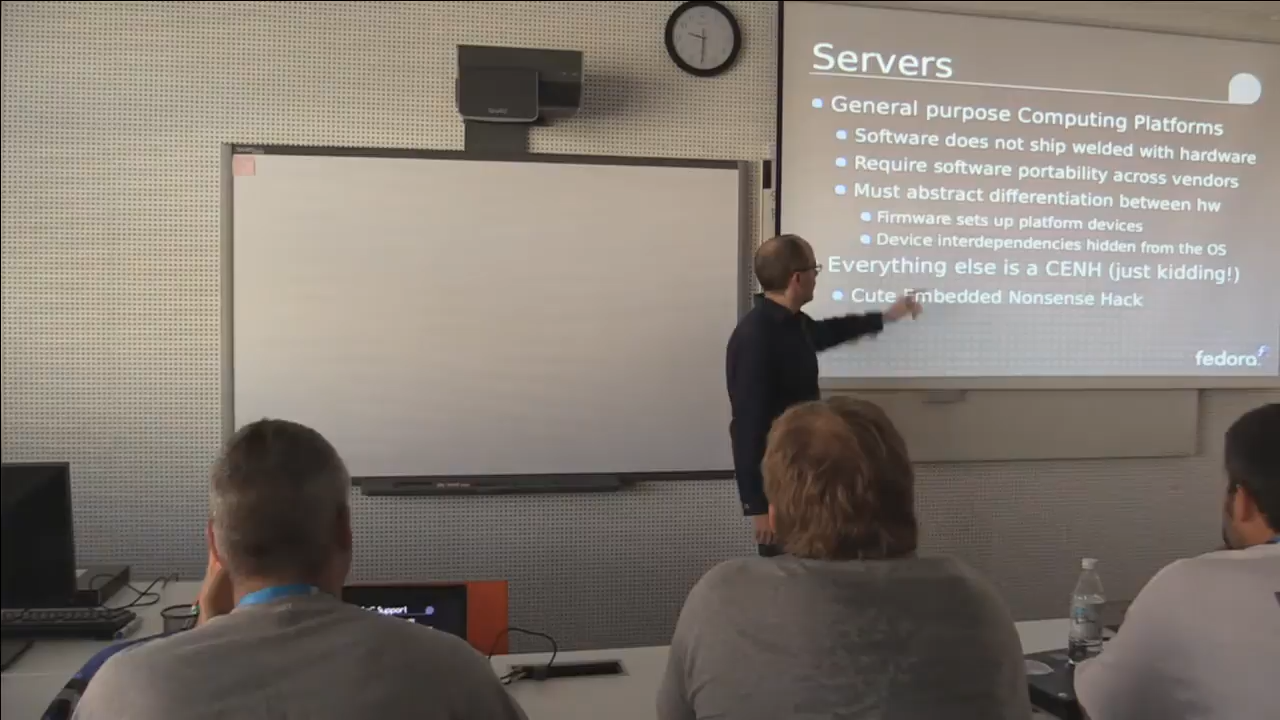 Servers
General purpose Computing Platforms
Software does not ship welded with hardware
Require software portability across vendors
Must abstract differentiation between hw
Firmware sets up platform devices
Device interdependencies hidden from the OS
Everything else is a CENH (just kidding!)
Cute Embedded Nonsense Hack
fedora
Support